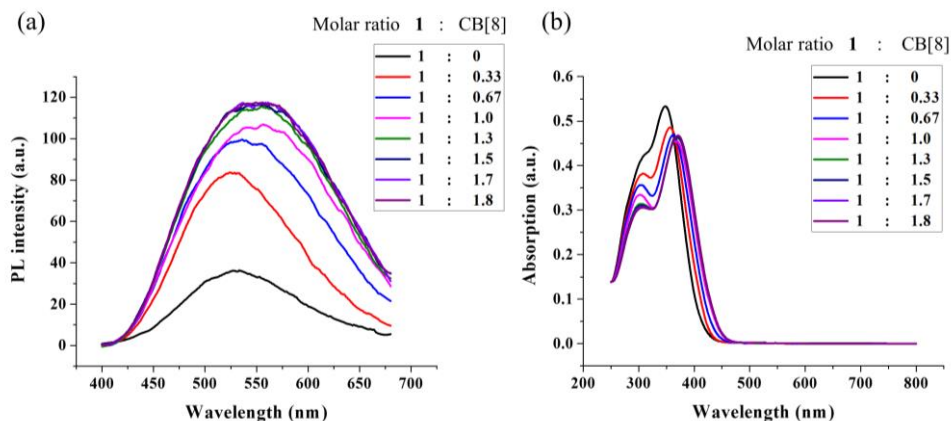 (a)
Molar ratio 1 : CB[8]
1 : 0
1 : 0.33
1 : 0.67
1 : 1.0
1 : 1.3
1 : 1.5
1 : 1.7
1 : 1.8
PL intensity (a.u.)
120
100
80
60
40
20
0
400 450 500 550 600 650 700
Wavelength (nm)
(b)
Molar ratio 1 : CB[8]
1 : 0
1 : 0.33
1 : 0.67
1 : 1.0
1 : 1.3
1 : 1.5
1 : 1.7
1 : 1.8
Absorption (a.u.)
0.6
0.5
0.4
0.3
0.2
0.1
0.0
200 300 400 500 600 700 800
Wavelength (nm)